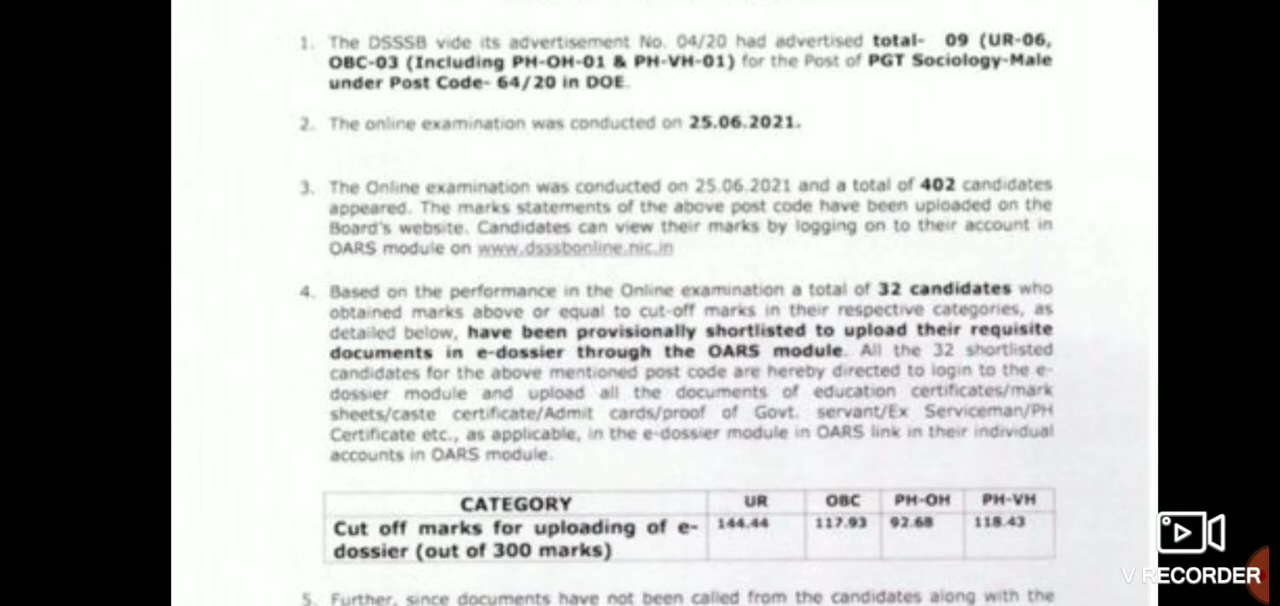 1. The DSSSB vide its advertisement No. 04/20 had advertised total- 09 (UR-06,
OBC-03 (Including PH-OH-01 & PH-VH-01) for the Post of PGT Sociology-Male
under Post Code- 64/20 in DOE.
2. The online examination was conducted on 25.06.2021.
3. The Online examination was conducted on 25.06.2021 and a total of 402 candidates
appeared. The marks statements of the above post code have been uploaded on the
Board's website. Candidates can view their marks by logging on to their account in
OARS module on www.dsssbonline.nic.in
4. Based on the performance in the Online examination a total of 32 candidates who
obtained marks above or equal to cut-off marks in their respective categories, as
detailed below, have been provisionally shortlisted to upload their requisite
documents in e-dossier through the OARS module. All the 32 shortlisted
candidates for the above mentioned post code are hereby directed to login to the e-
dossier module and upload all the documents of education certificates/mark
sheets/caste certificate/Admit cards/proof of Govt. servant/Ex Serviceman/PH
Certificate etc., as applicable, in the e-dossier module in OARS link in their individual
accounts in OARS module.
CATEGORY UR OBC PH-OH PH-VH
Cut off marks for uploading of e- 144.44 117.93 92.68 118.43
dossier (out of 300 marks)
5. Further, since documents have not been called from the candidates along with the
V RECORDER